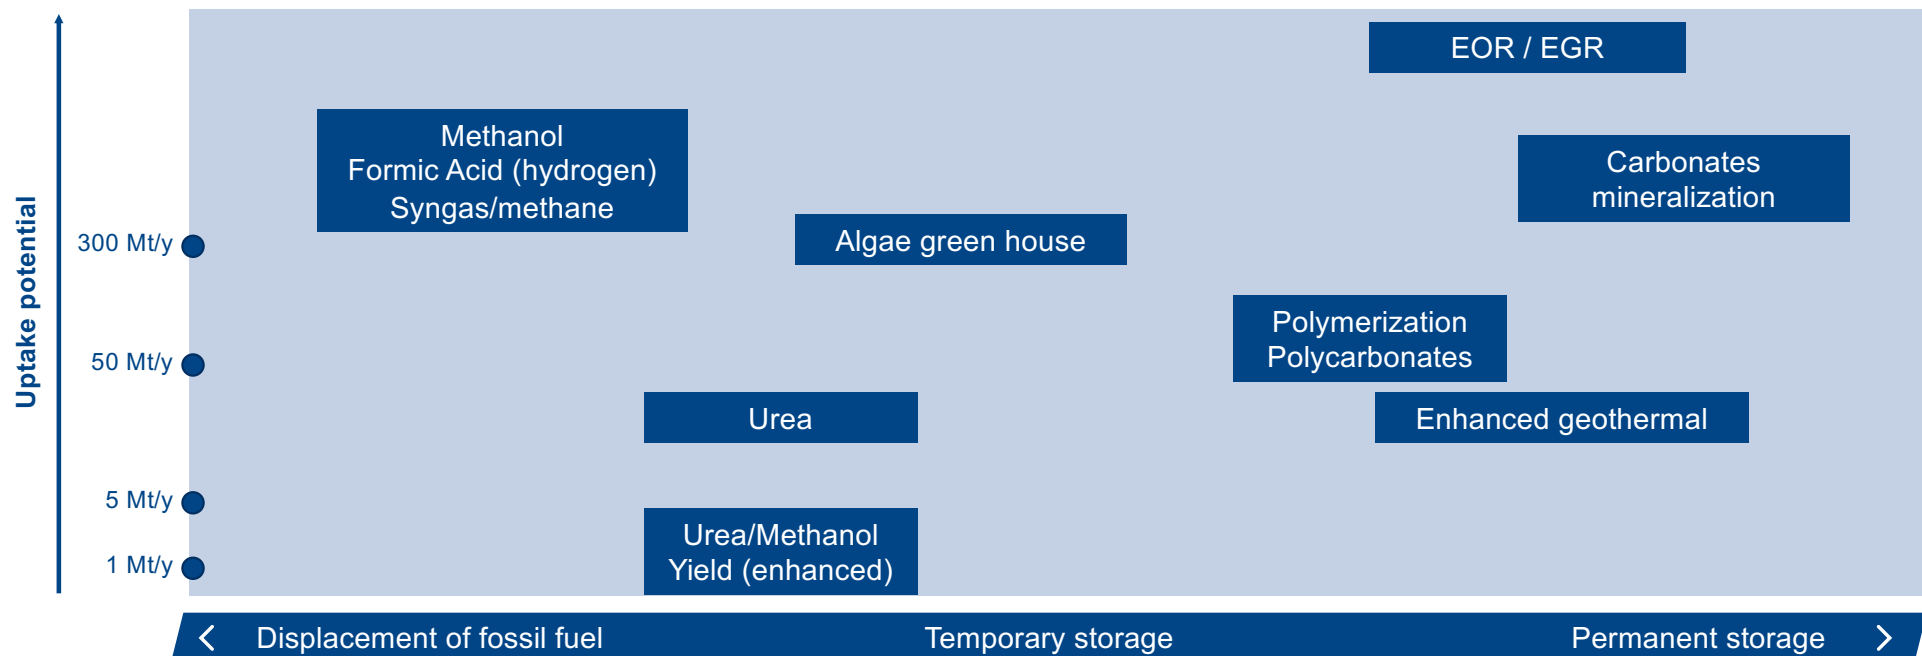 Uptake potential
300 Mt/y
50 Mt/y
5 Mt/y
1 Mt/y
EOR / EGR
Methanol
Formic Acid (hydrogen)
Syngas/methane
Carbonates
mineralization
Algae green house
Polymerization
Polycarbonates
Urea
Enhanced geothermal
Urea/Methanol
Yield (enhanced)
Displacement of fossil fuel
Temporary storage
Permanent storage